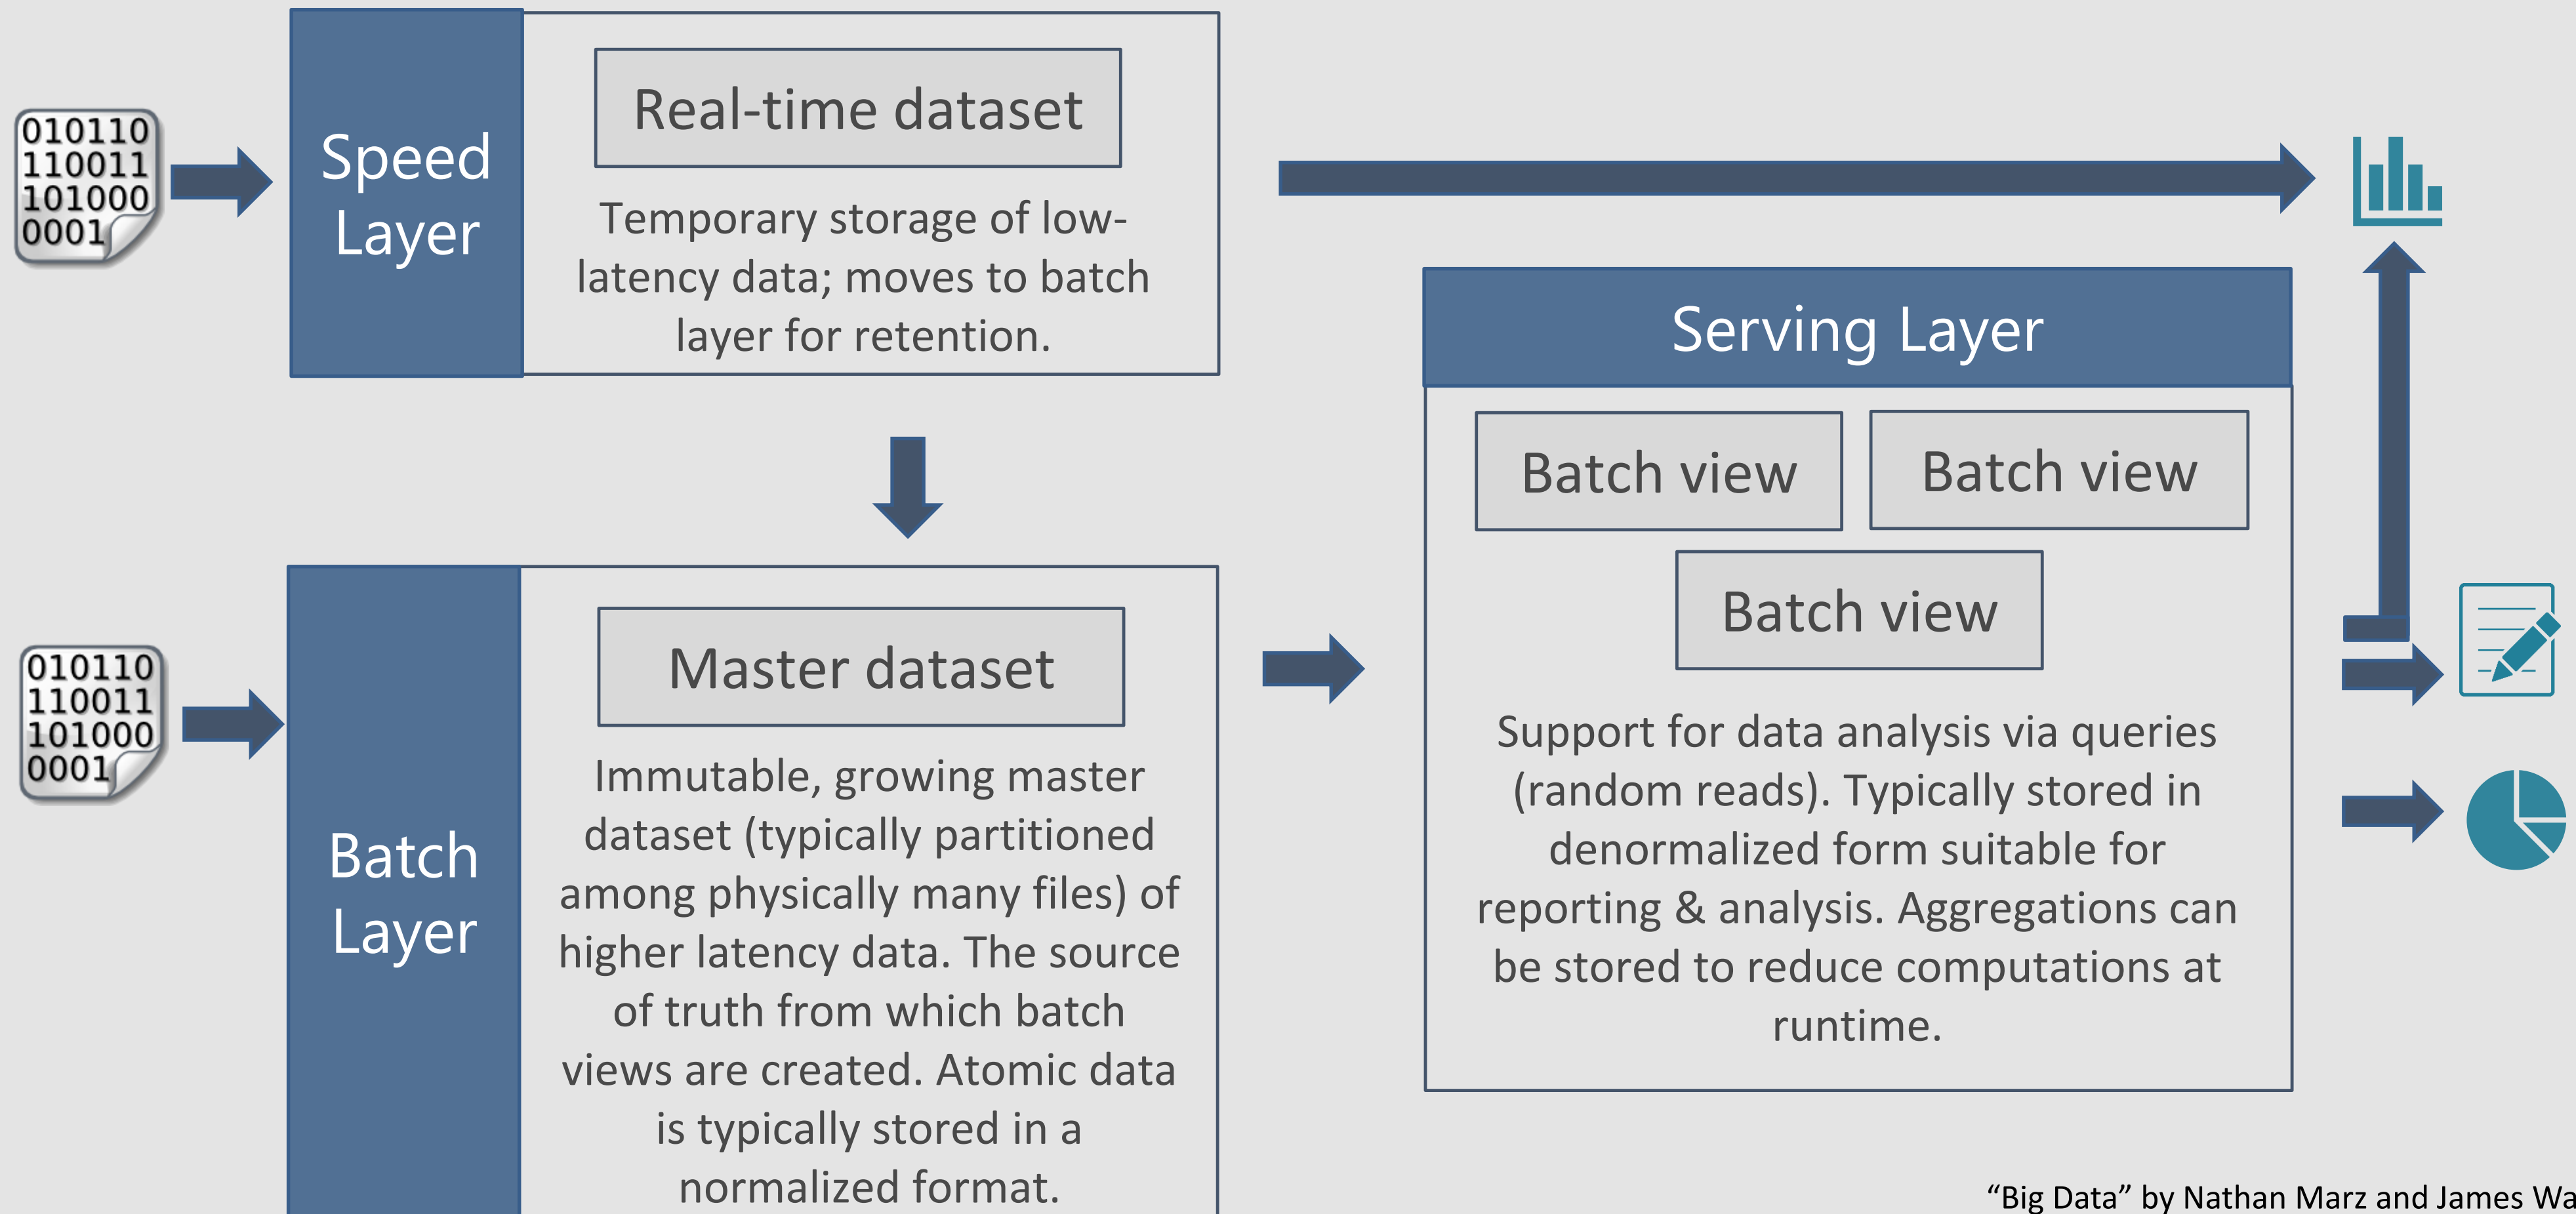 010110
110011
101000
0001
Speed
Layer
Real-time dataset
Temporary storage of low-
latency data; moves to batch
layer for retention.
010110
110011
101000
0001
Batch
Layer
Master dataset
Immutable, growing master
dataset (typically partitioned
among physically many files) of
higher latency data. The source
of truth from which batch
views are created. Atomic data
is typically stored in a
normalized format.
Serving Layer
Batch view
Batch view
Batch view
Support for data analysis via queries
(random reads). Typically stored in
denormalized form suitable for
reporting & analysis. Aggregations can
be stored to reduce computations at
runtime.
“Big Data” by Nathan Marz and James